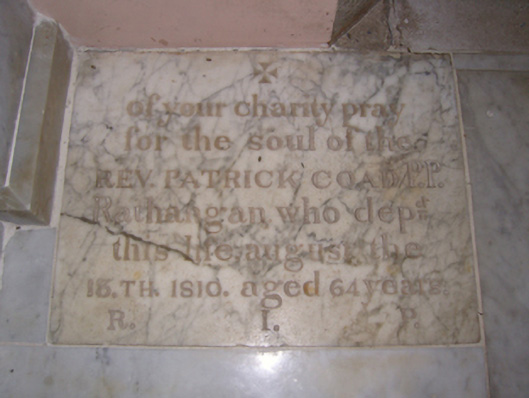 of your charity pray
for the soul of the
REV. PATRICK COADY P.P.
Rathangan who depd
this life august the
18.TH. 1810. aged 64 years.
R. I. P.